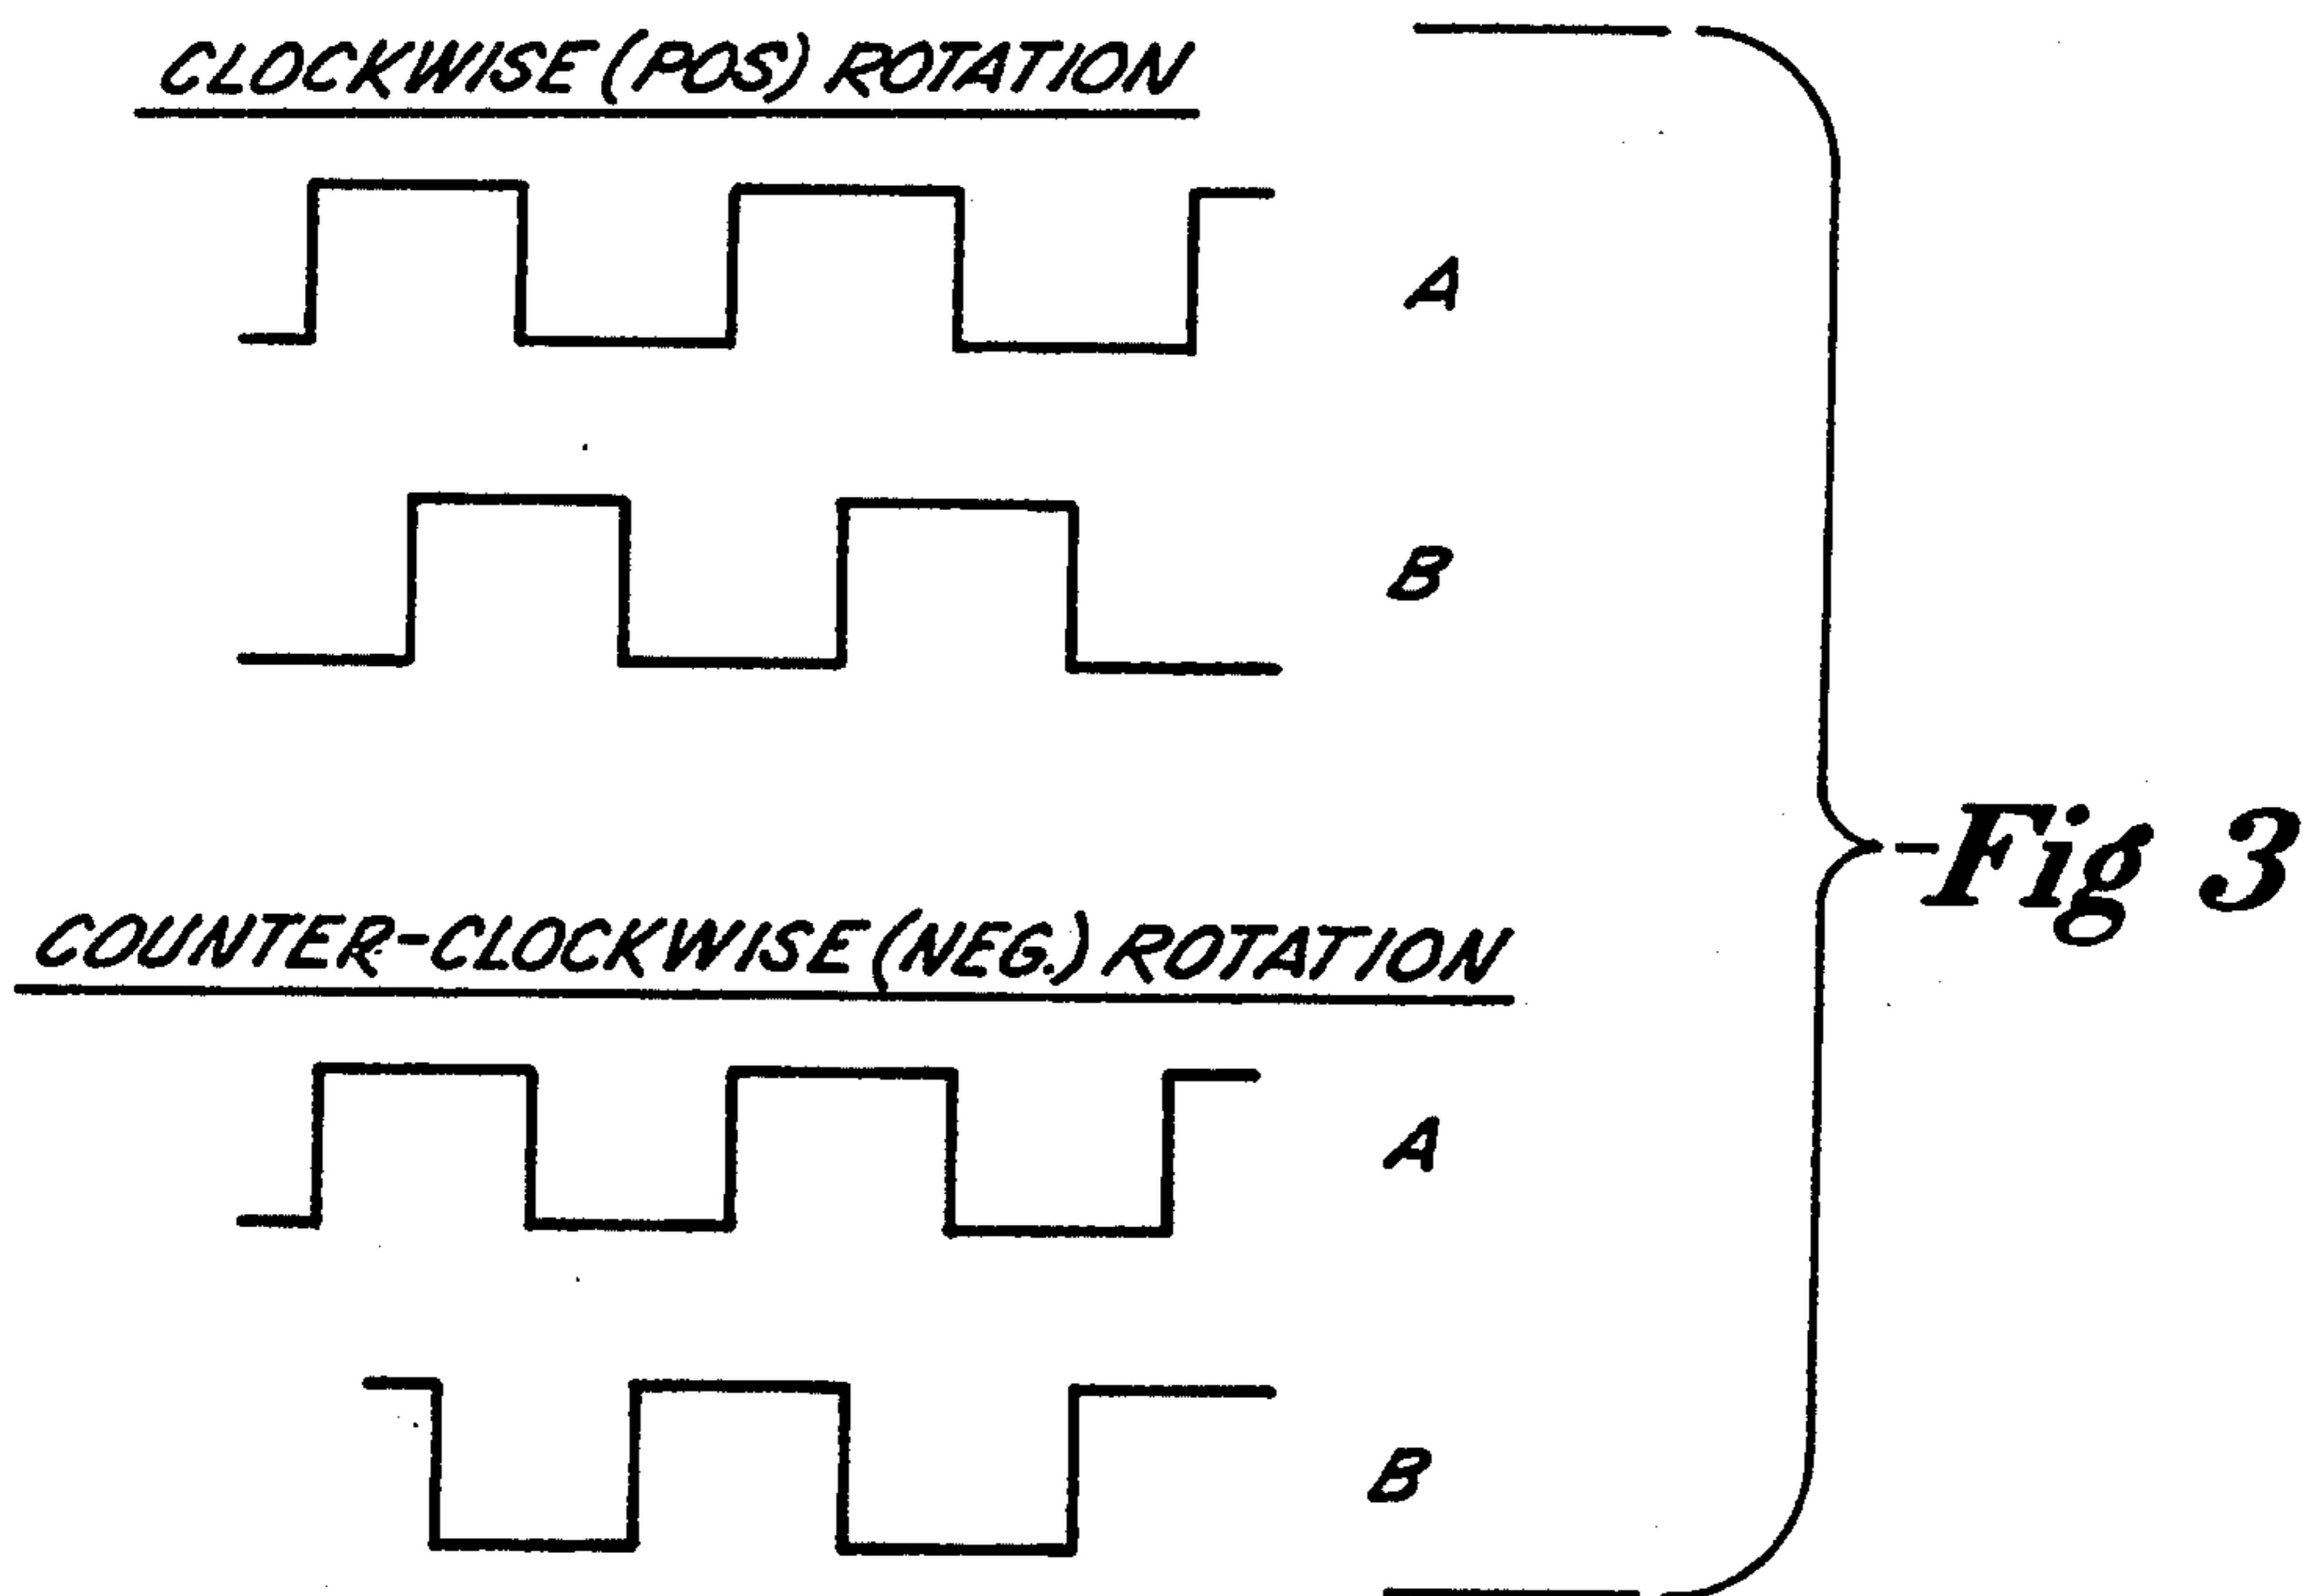 CLOCKWISE (POS) ROTATION
A
B
Fig 3
COUNTER-CLOCKWISE (NEG.) ROTATION
A
B